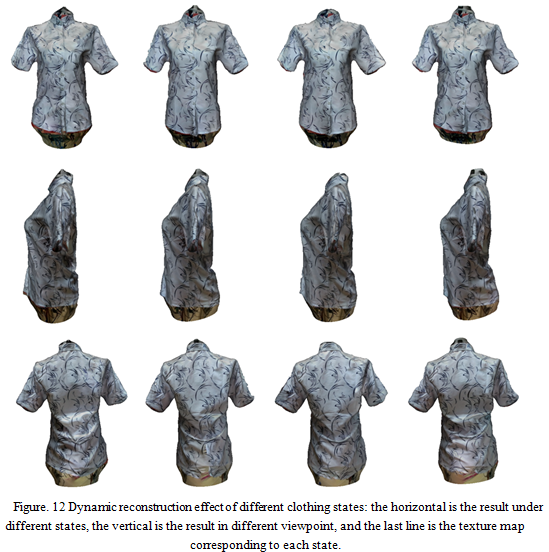 Figure. 12 Dynamic reconstruction effect of different clothing states: the horizontal is the result under
different states, the vertical is the result in different viewpoint, and the last line is the texture map
corresponding to each state.